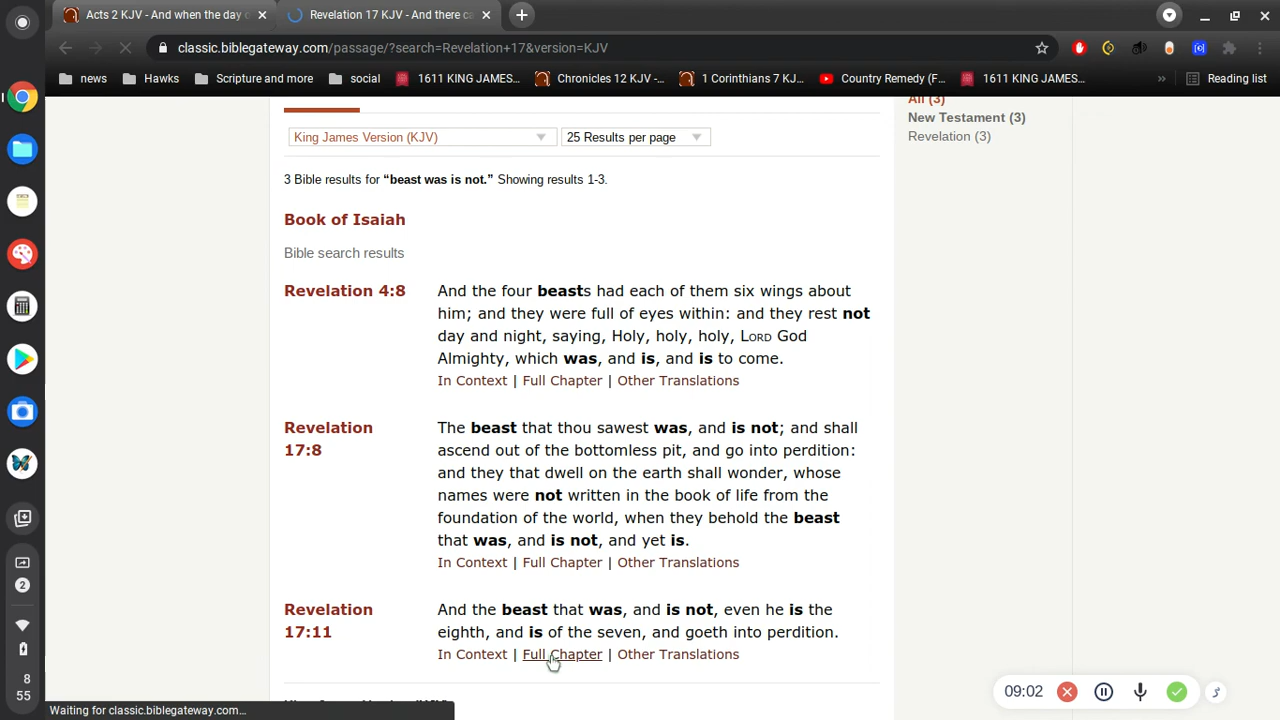 Acts 2 KJV - And when the day o
Revelation 17 KJV - And there ca
classic.biblegateway.com/passage/?search=Revelation+17&version=KJV
news
Hawks
Scripture and more
social
1611 KING JAMES...
Chronicles 12 KJV -...
1 Corinthians 7 KJ...
Country Remedy (F...
1611 KING JAMES...
»
Reading list
All (3)
New Testament (3)
Revelation (3)
King James Version (KJV)
25 Results per page
3 Bible results for “beast was is not.” Showing results 1-3.
Book of Isaiah
Bible search results
Revelation 4:8
And the four beasts had each of them six wings about
him; and they were full of eyes within: and they rest not
day and night, saying, Holy, holy, holy, LORD God
Almighty, which was, and is, and is to come.
In Context | Full Chapter | Other Translations
Revelation
17:8
The beast that thou sawest was, and is not; and shall
ascend out of the bottomless pit, and go into perdition:
and they that dwell on the earth shall wonder, whose
names were not written in the book of life from the
foundation of the world, when they behold the beast
that was, and is not, and yet is.
In Context | Full Chapter | Other Translations
Revelation
17:11
And the beast that was, and is not, even he is the
eighth, and is of the seven, and goeth into perdition.
In Context | Full Chapter | Other Translations
2
8
55
09:02
Waiting for classic.biblegateway.com...